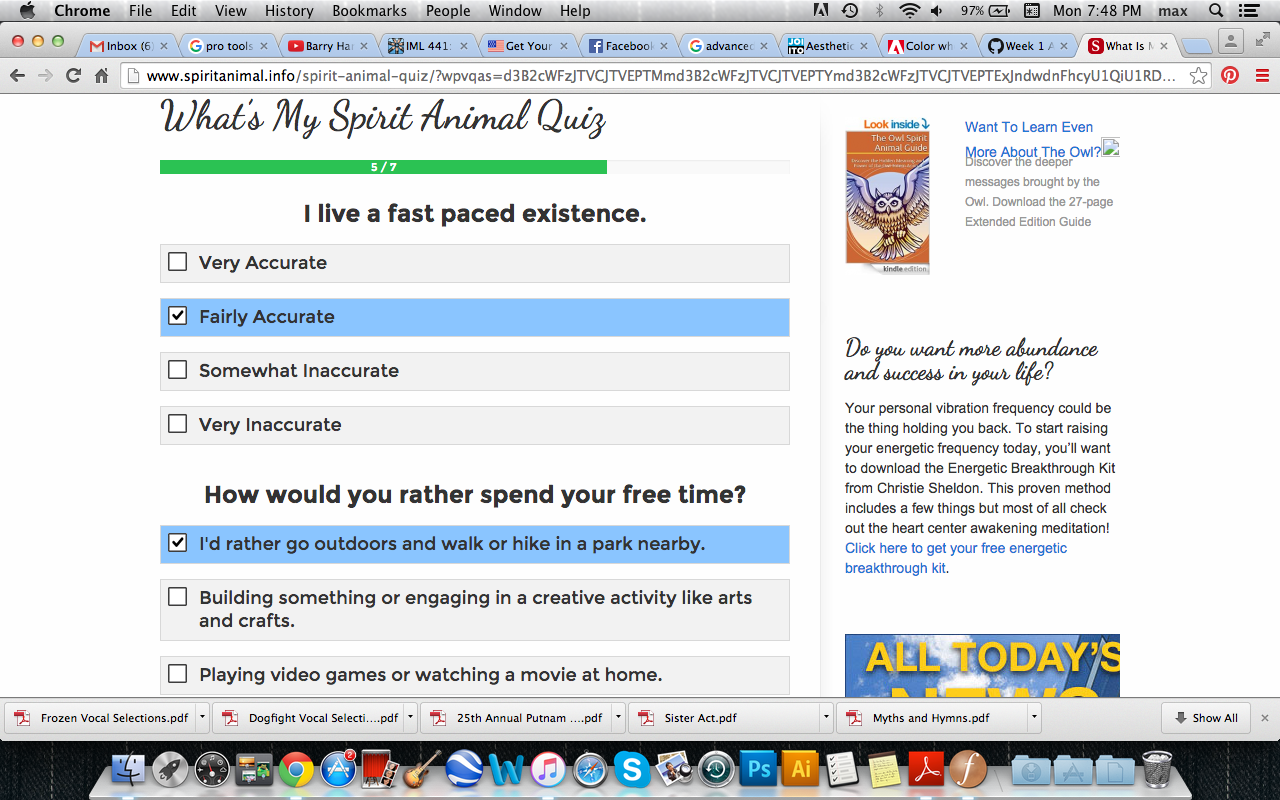 Chrome File Edit View History Bookmarks People Window Help 97% Mon 7:48 PM max
Inbox (6 pro tools Barry Ha IML 441: Get Your Facebook advanced Aesthetic Color wh Week 1 A What Is M
www.spiritanimal.info/spirit-animal-quiz/?wpvqas=d3B2cWFzJTVCJTVEPTMmd3B2cWFzJTVCJTVEPTYmd3B2cWFzJTVCJTVEPTExJndwdnFhcyU1QiU1RD...
What's My Spirit Animal Quiz
5 / 7
I live a fast paced existence.
Very Accurate
Fairly Accurate
Somewhat Inaccurate
Very Inaccurate
How would you rather spend your free time?
I'd rather go outdoors and walk or hike in a park nearby.
Building something or engaging in a creative activity like arts
and crafts.
Playing video games or watching a movie at home.
Look inside
The Owl Spirit
Animal Guide
kindle edition
Want To Learn Even
More About The Owl?
Discover the deeper
messages brought by the
Owl. Download the 27-page
Extended Edition Guide
Do you want more abundance
and success in your life?
Your personal vibration frequency could be
the thing holding you back. To start raising
your energetic frequency today, you'll want
to download the Energetic Breakthrough Kit
from Christie Sheldon. This proven method
includes a few things but most of all check
out the heart center awakening meditation!
Click here to get your free energetic
breakthrough kit.
ALL TODAY'S
NEWS
Frozen Vocal Selections.pdf Dogfight Vocal Selecti....pdf 25th Annual Putnam ....pdf Sister Act.pdf Myths and Hymns.pdf Show All
2
Ps
Ai